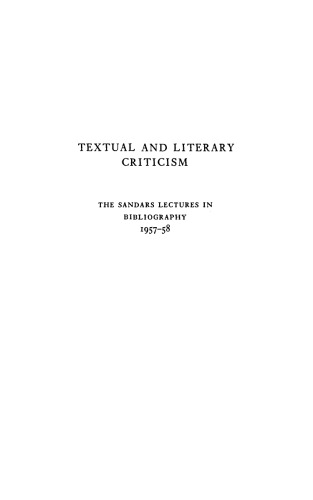 TEXTUAL AND LITERARY
CRITICISM
THE SANDARS LECTURES IN
BIBLIOGRAPHY
1957–58